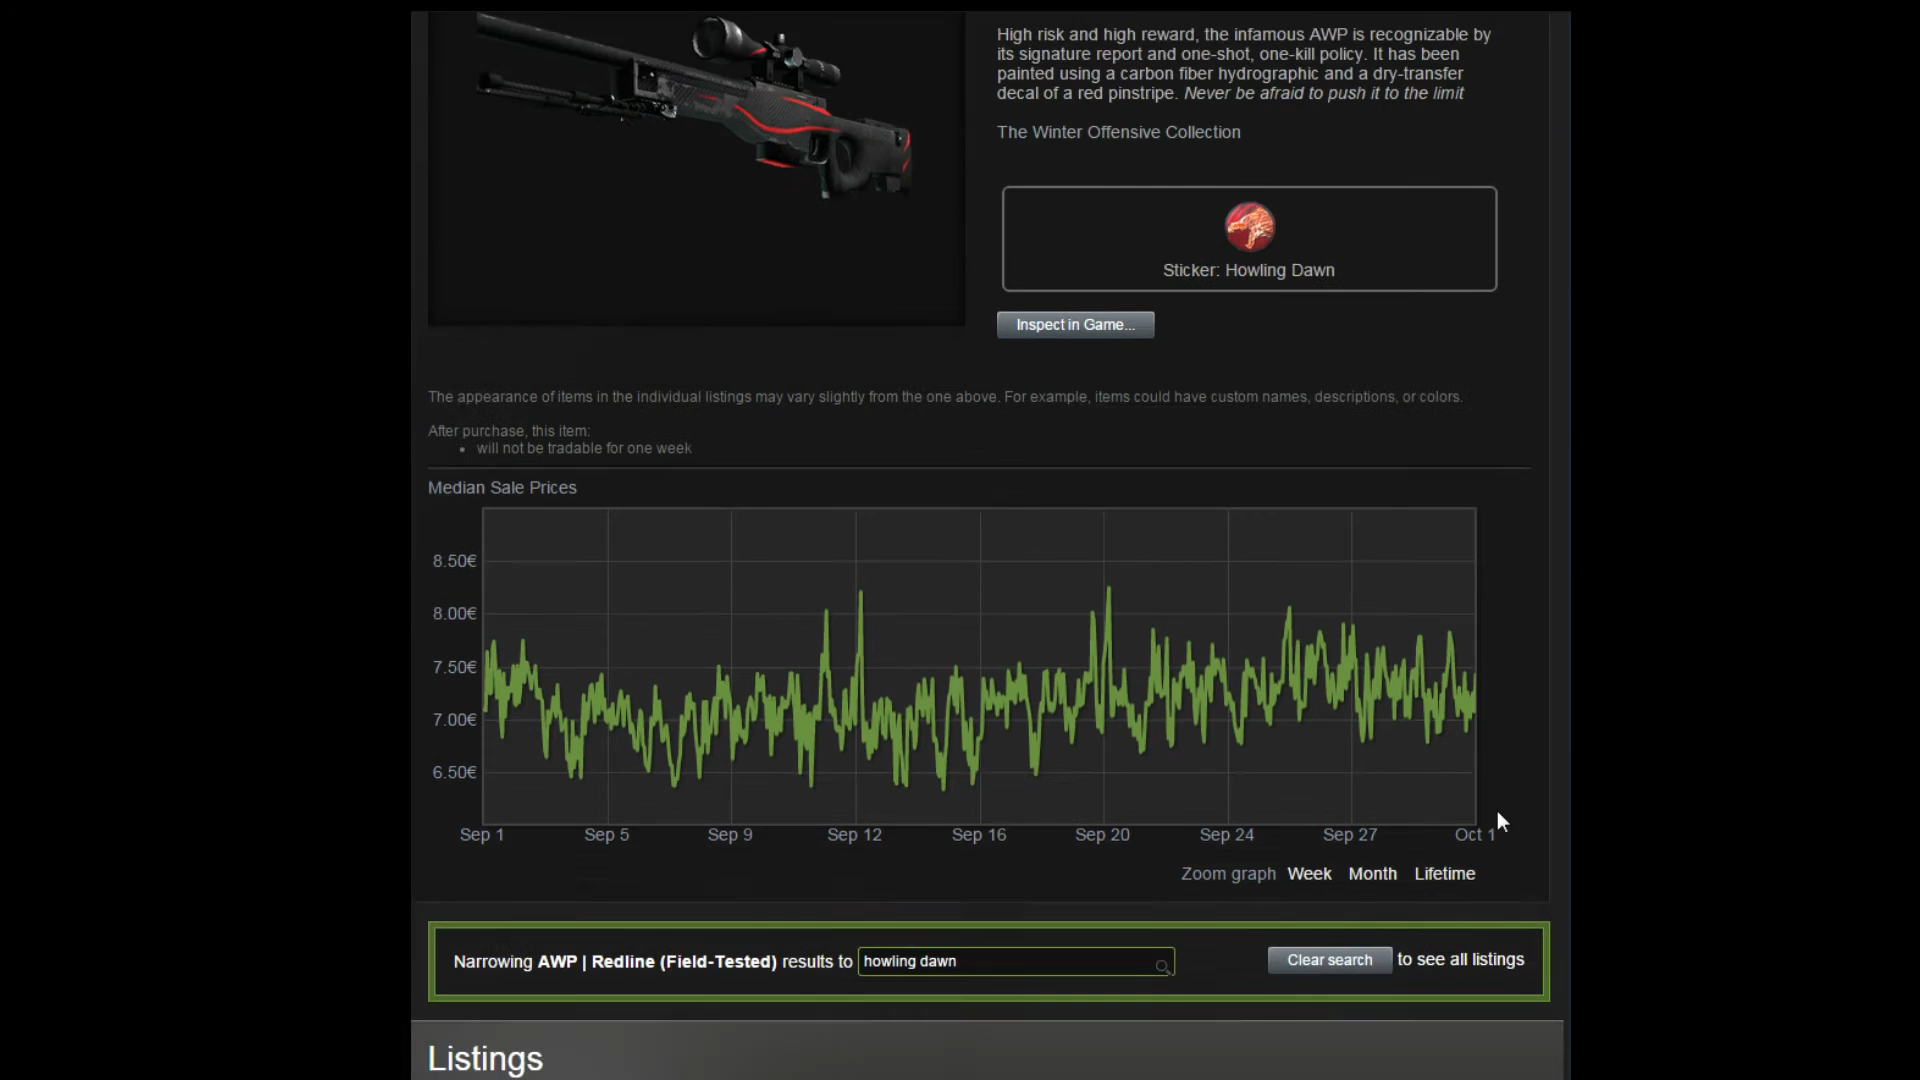 High risk and high reward, the infamous AWP is recognizable by
its signature report and one-shot, one-kill policy. It has been
painted using a carbon fiber hydrographic and a dry-transfer
decal of a red pinstripe. Never be afraid to push it to the limit
The Winter Offensive Collection
Sticker: Howling Dawn
Inspect in Game...
The appearance of items in the individual listings may vary slightly from the one above. For example, items could have custom names, descriptions, or colors.
After purchase, this item:
• will not be tradable for one week
Median Sale Prices
8.50€
8.00€
7.50€
7.00€
6.50€
Sep 1 Sep 5 Sep 9 Sep 12 Sep 16 Sep 20 Sep 24 Sep 27 Oct 1
Zoom graph Week Month Lifetime
Narrowing AWP | Redline (Field-Tested) results to howling dawn Clear search to see all listings
Listings